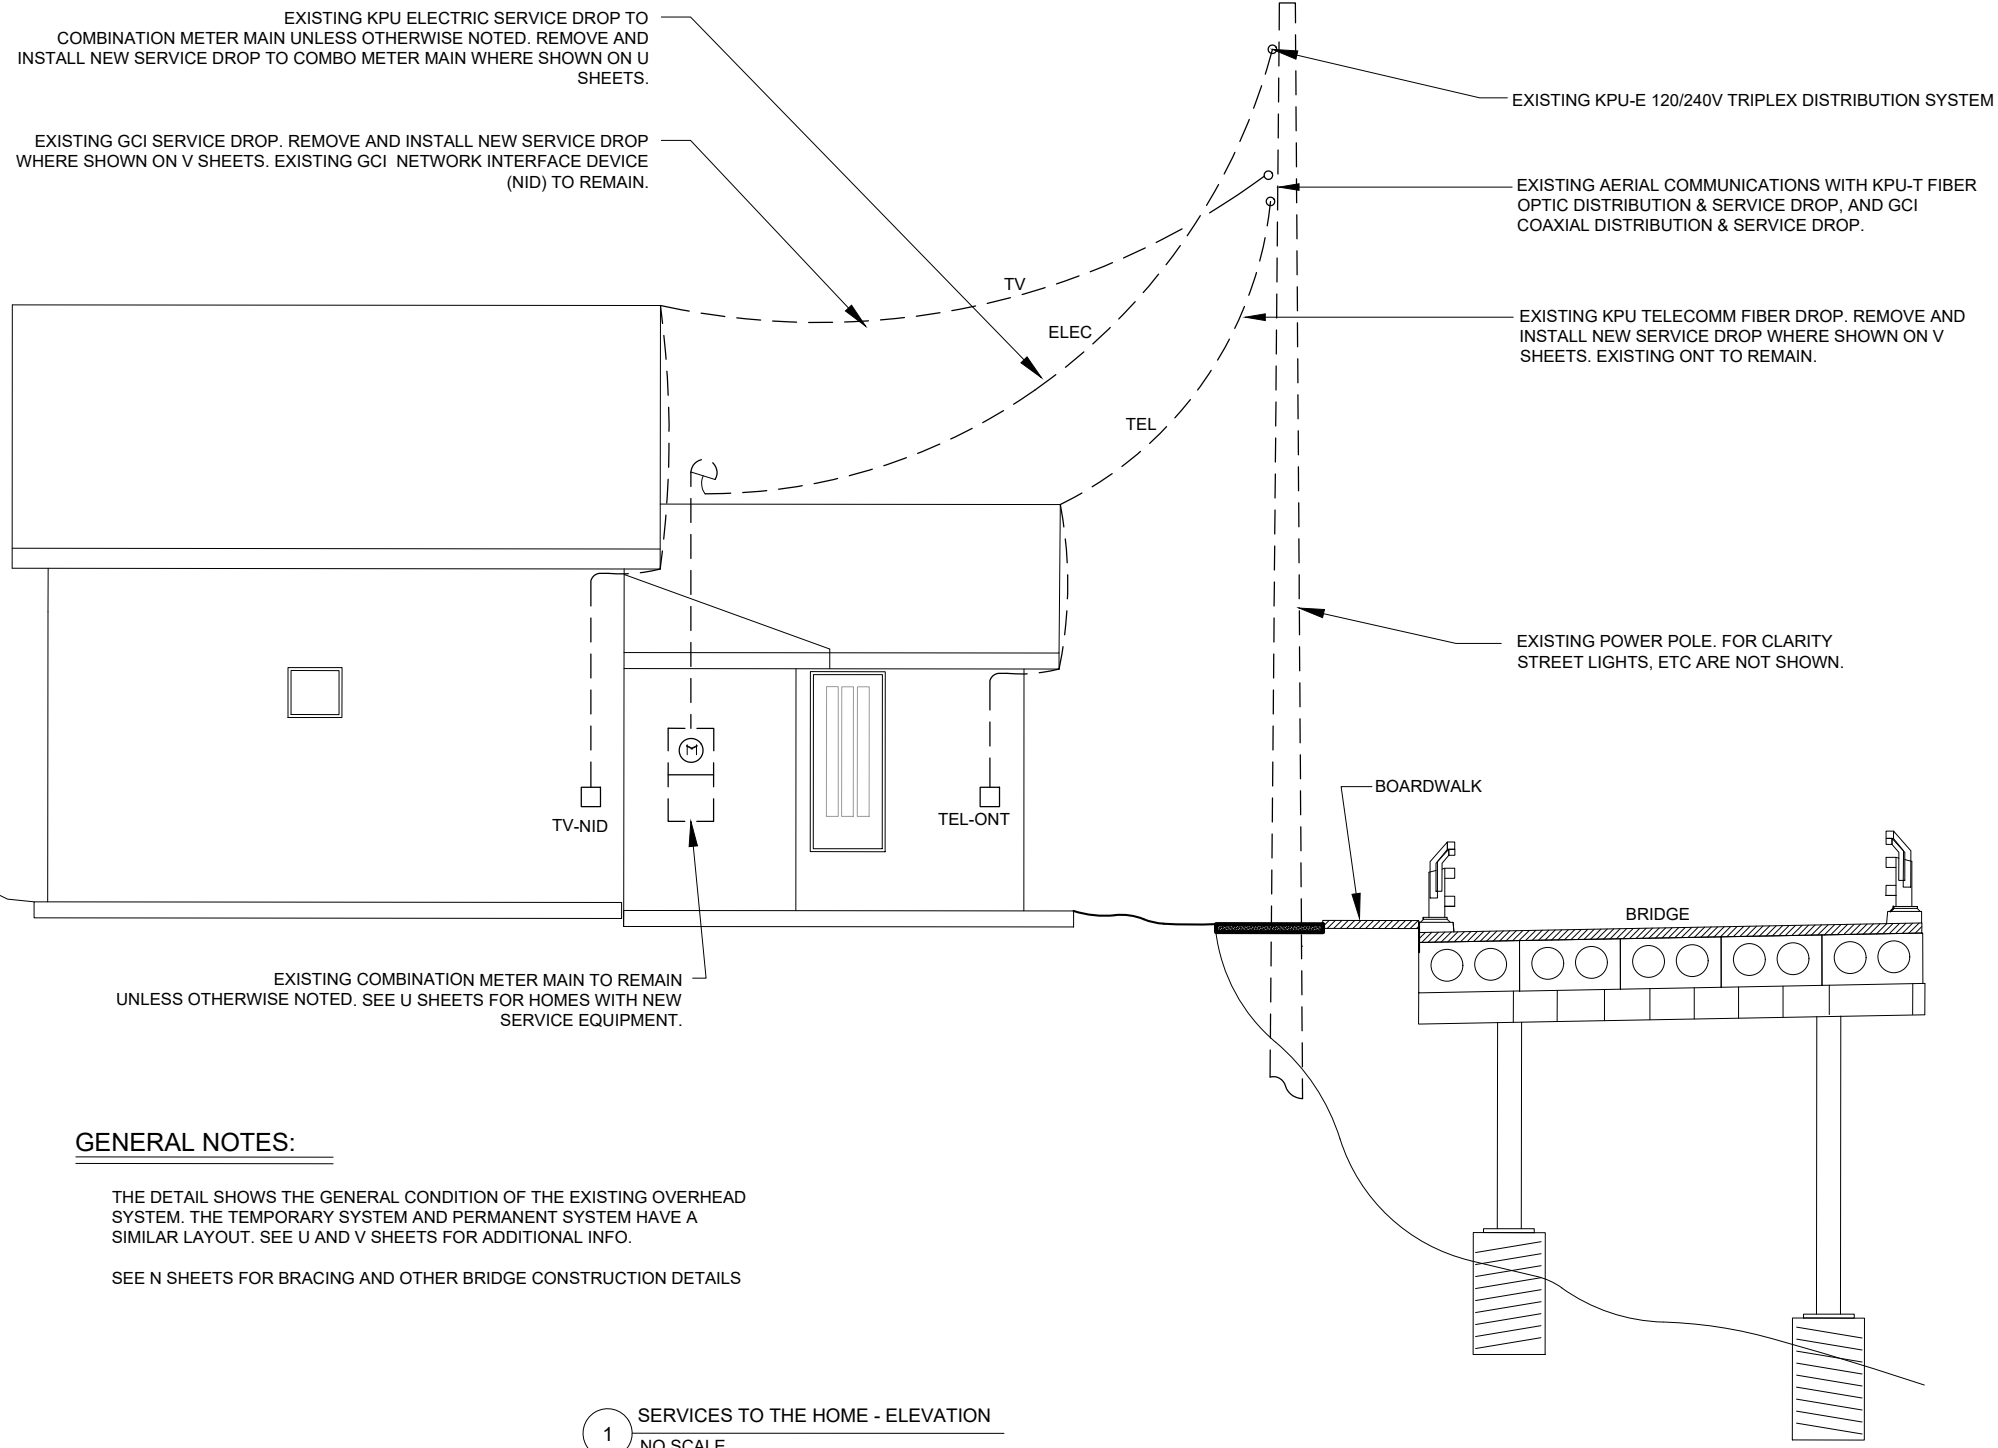 EXISTING KPU ELECTRIC SERVICE DROP TO
COMBINATION METER MAIN UNLESS OTHERWISE NOTED. REMOVE AND
INSTALL NEW SERVICE DROP TO COMBO METER MAIN WHERE SHOWN ON U
SHEETS.
EXISTING GCI SERVICE DROP. REMOVE AND INSTALL NEW SERVICE DROP
WHERE SHOWN ON V SHEETS. EXISTING GCI NETWORK INTERFACE DEVICE
(NID) TO REMAIN.
EXISTING KPU-E 120/240V TRIPLEX DISTRIBUTION SYSTEM
EXISTING AERIAL COMMUNICATIONS WITH KPU-T FIBER
OPTIC DISTRIBUTION & SERVICE DROP, AND GCI
COAXIAL DISTRIBUTION & SERVICE DROP.
TV
ELEC
EXISTING KPU TELECOMM FIBER DROP. REMOVE AND
INSTALL NEW SERVICE DROP WHERE SHOWN ON V
SHEETS. EXISTING ONT TO REMAIN.
TEL
EXISTING POWER POLE. FOR CLARITY
STREET LIGHTS, ETC ARE NOT SHOWN.
M
BOARDWALK
TV-NID
TEL-ONT
BRIDGE
EXISTING COMBINATION METER MAIN TO REMAIN
UNLESS OTHERWISE NOTED. SEE U SHEETS FOR HOMES WITH NEW
SERVICE EQUIPMENT.
GENERAL NOTES:
THE DETAIL SHOWS THE GENERAL CONDITION OF THE EXISTING OVERHEAD
SYSTEM. THE TEMPORARY SYSTEM AND PERMANENT SYSTEM HAVE A
SIMILAR LAYOUT. SEE U AND V SHEETS FOR ADDITIONAL INFO.
SEE N SHEETS FOR BRACING AND OTHER BRIDGE CONSTRUCTION DETAILS
1
SERVICES TO THE HOME - ELEVATION
NO SCALE